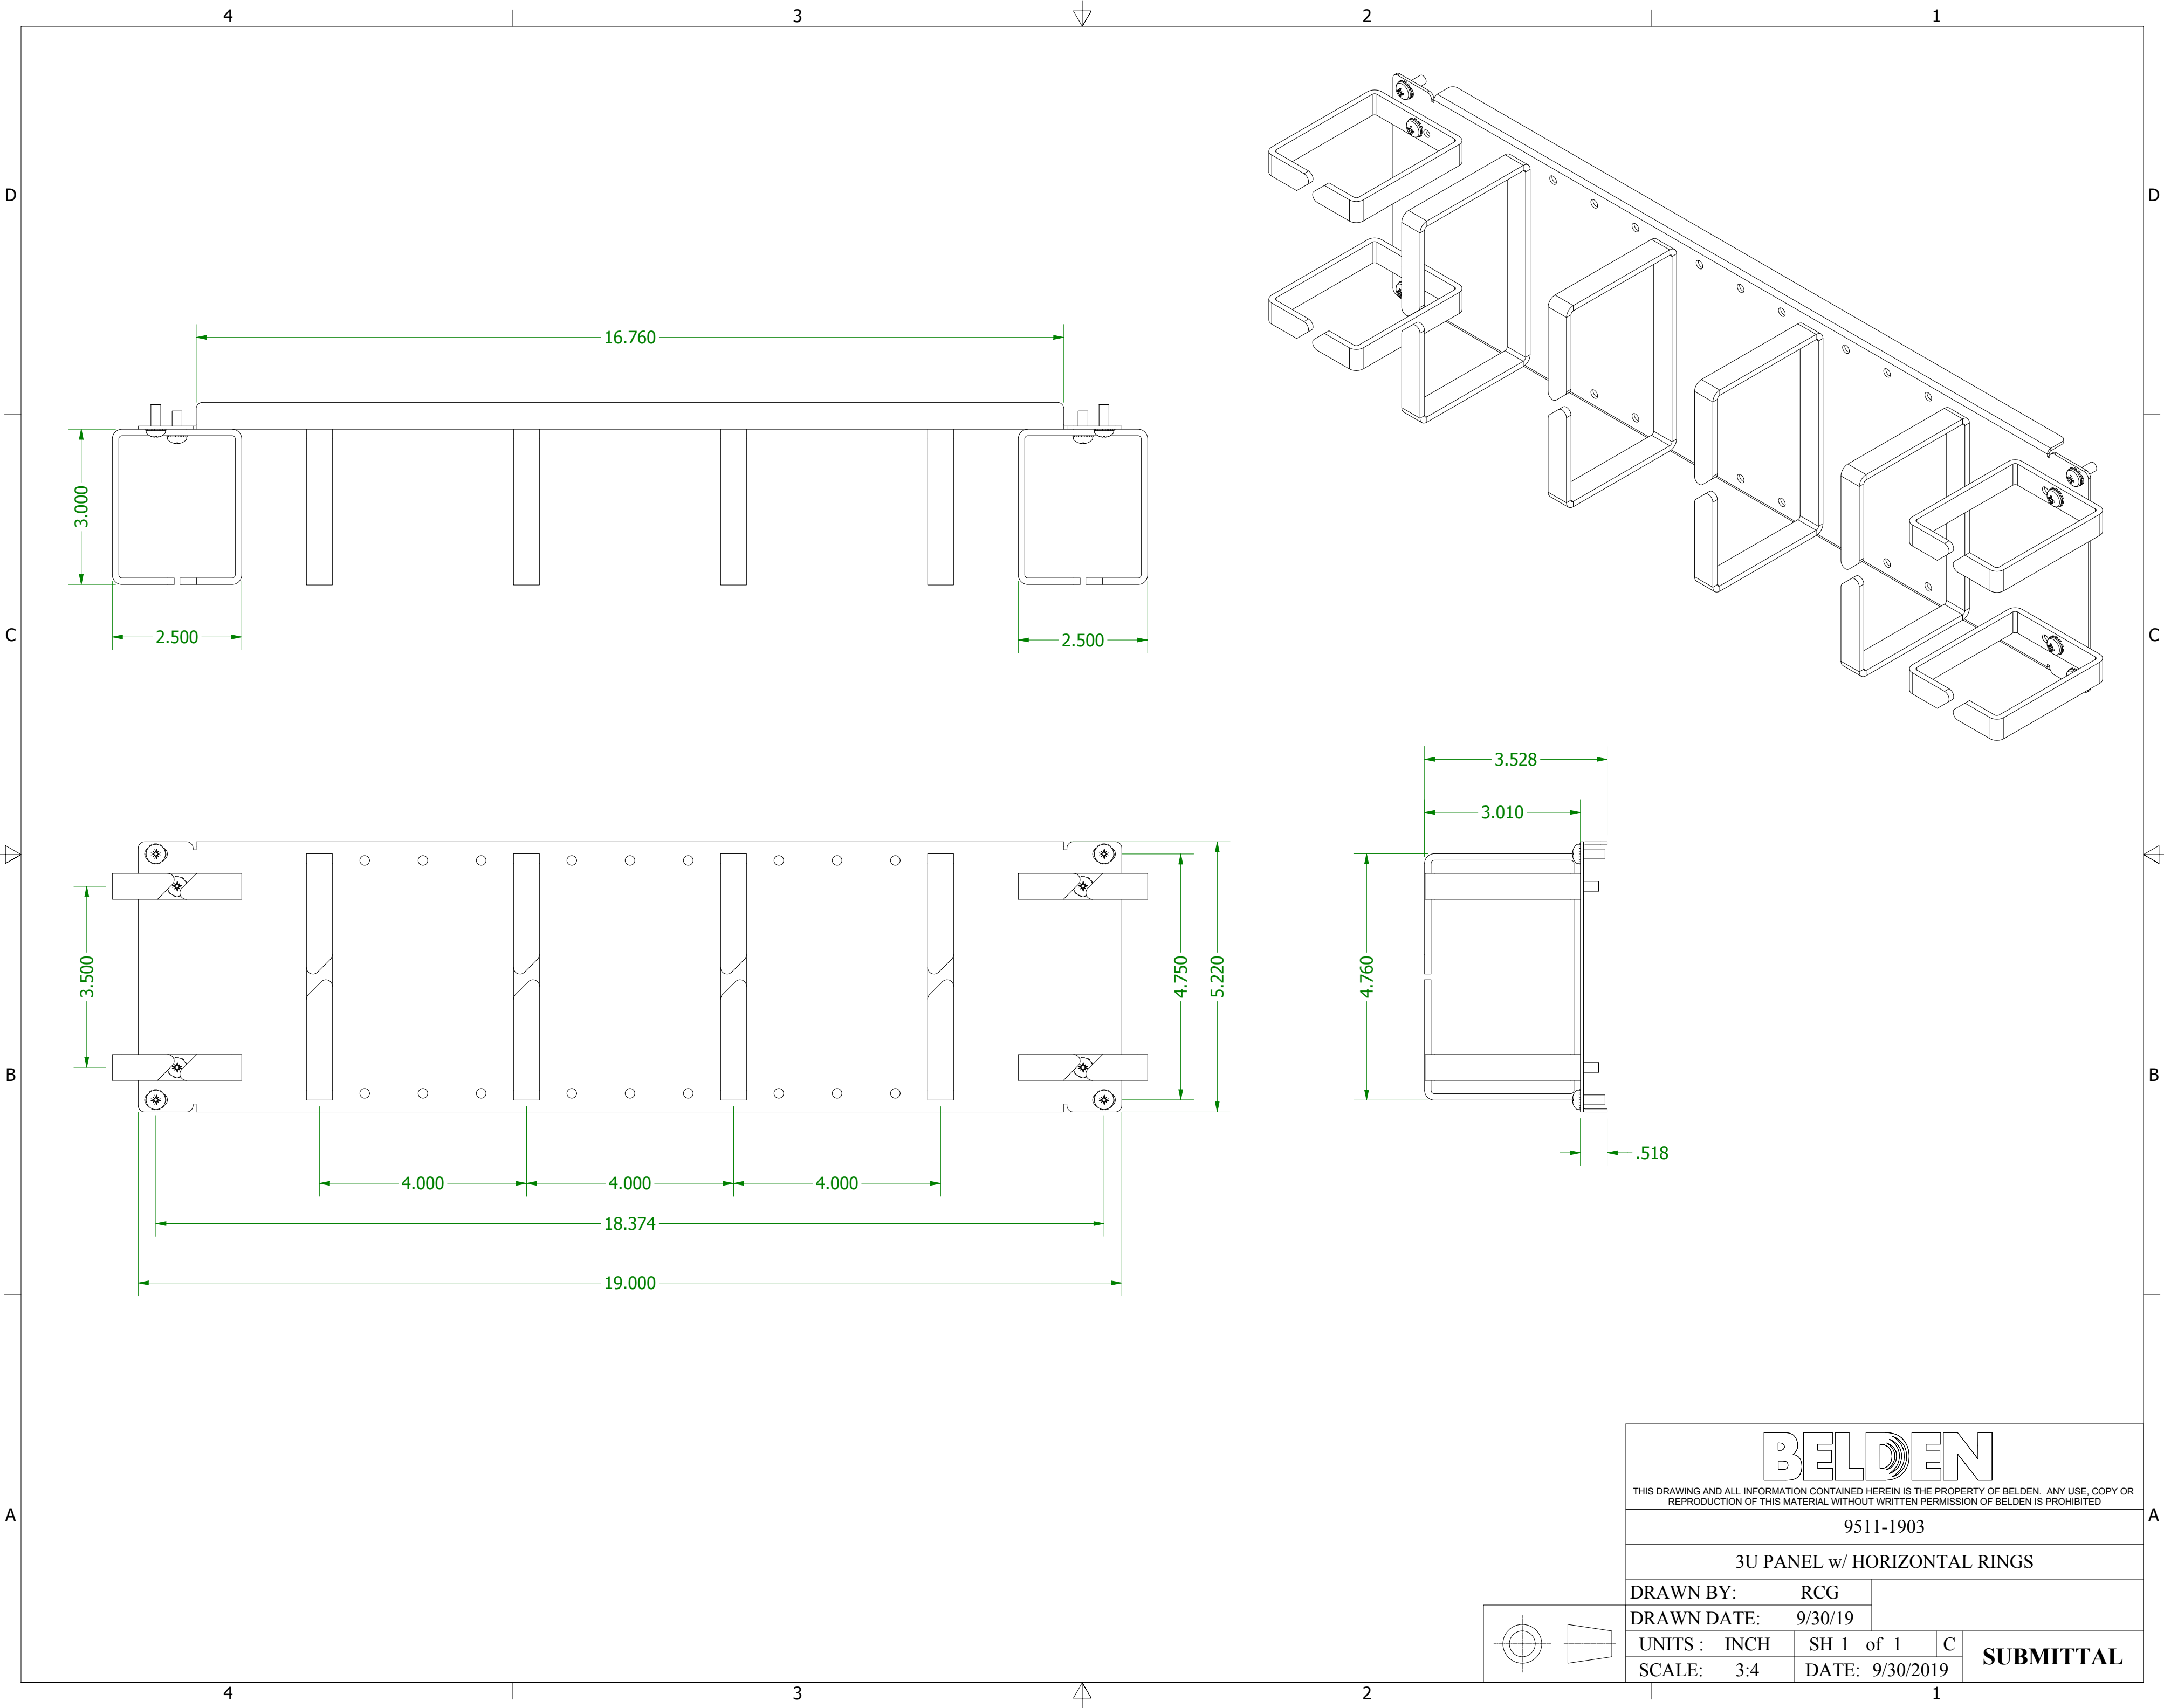 4 3 2 1
D D
16.760
3.000
C C
2.500 2.500
3.528
3.010
3.500
4.750
5.220
4.760
B B
.518
4.000 4.000 4.000
18.374
19.000
BELDEN
THIS DRAWING AND ALL INFORMATION CONTAINED HEREIN IS THE PROPERTY OF BELDEN. ANY USE, COPY OR
REPRODUCTION OF THIS MATERIAL WITHOUT WRITTEN PERMISSION OF BELDEN IS PROHIBITED
A A
9511-1903
3U PANEL w/ HORIZONTAL RINGS
DRAWN BY: RCG
DRAWN DATE: 9/30/19
UNITS : INCH SH 1 of 1 C
SCALE: 3:4 DATE: 9/30/2019
SUBMITTAL
4 3 2 1